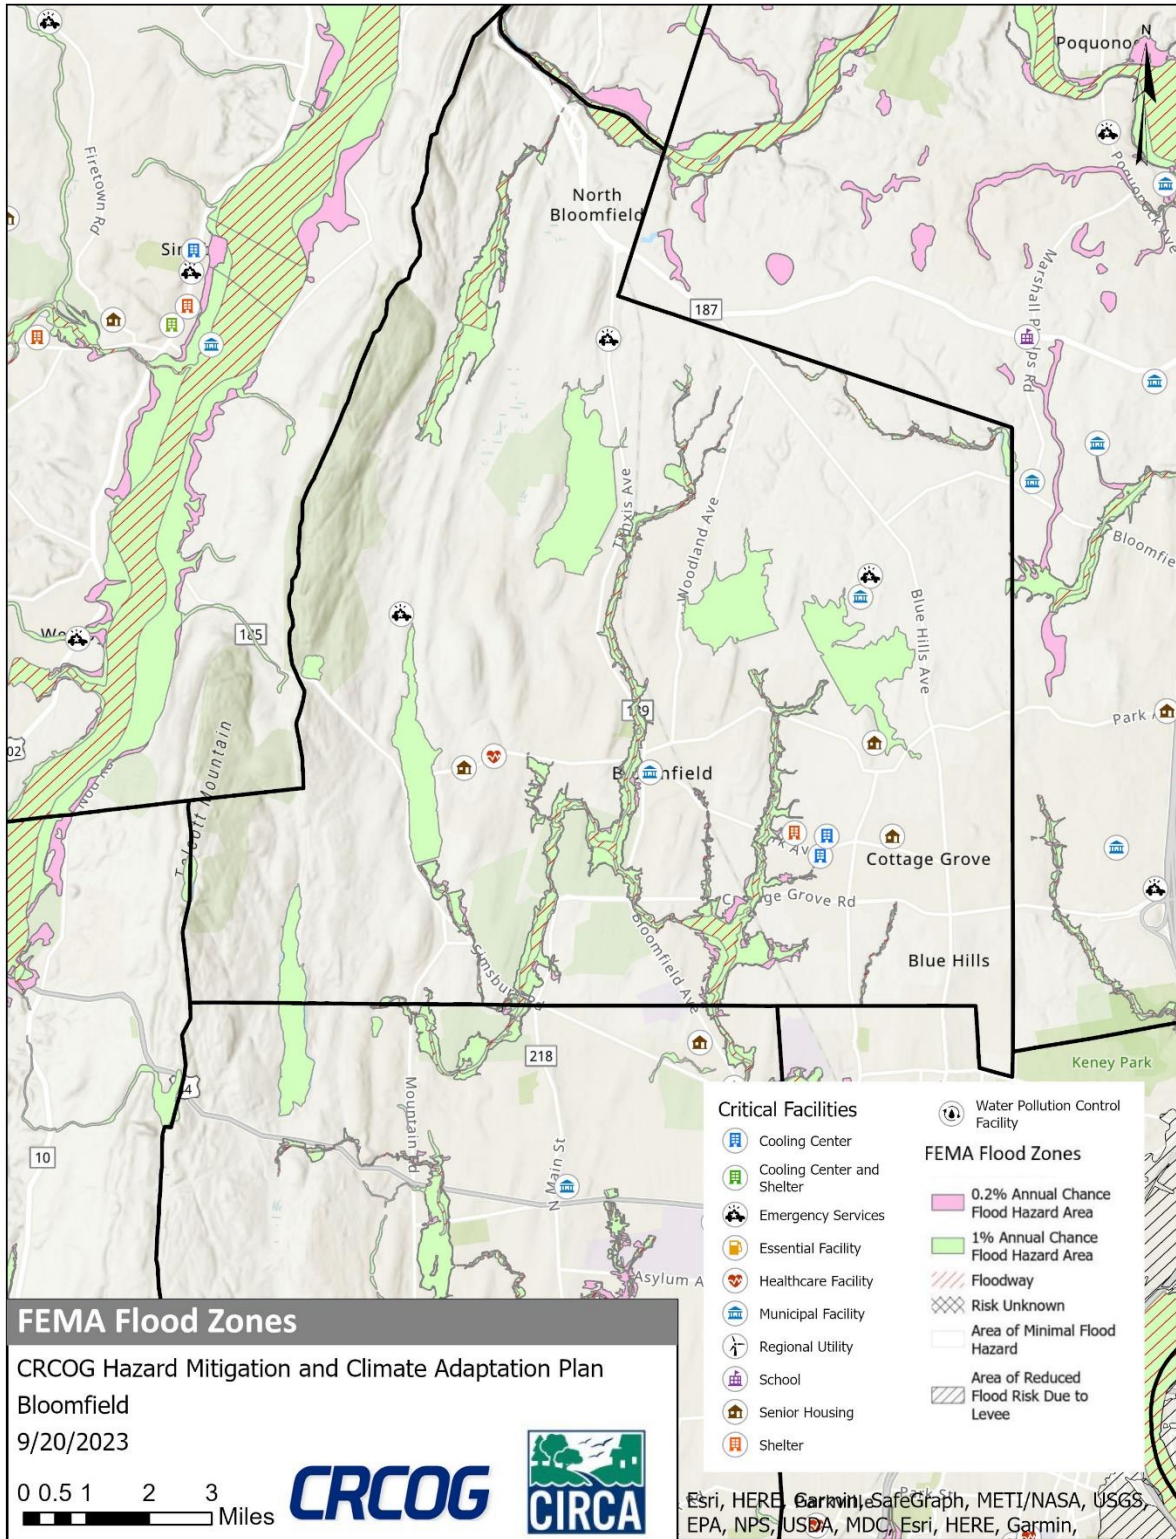 Poquono
N
Firetown Rd
North
Bloomfield
Poquonock Ave
187
Marshall Phelps Rd
Tunxis Ave
Woodland Ave
Bloomfie
Blue Hills Ave
185
Park A
02
Nod Rd
Talcott Mountain
Cottage Grove
ge Grove Rd
Blue Hills
Bloomfield Ave
218
Keney Park
10
Mountain Rd
N Main St
Asylum A
Critical Facilities
Cooling Center
Cooling Center and
Shelter
Emergency Services
Essential Facility
Healthcare Facility
Municipal Facility
Regional Utility
School
Senior Housing
Shelter
Water Pollution Control
Facility
FEMA Flood Zones
0.2% Annual Chance
Flood Hazard Area
1% Annual Chance
Flood Hazard Area
Floodway
Risk Unknown
Area of Minimal Flood
Hazard
Area of Reduced
Flood Risk Due to
Levee
FEMA Flood Zones
CRCOG Hazard Mitigation and Climate Adaptation Plan
Bloomfield
9/20/2023
0 0.5 1 2 3
Miles
CRCOG
CIRCA
Park St
Esri, HERE, Garmin, SafeGraph, METI/NASA, USGS,
EPA, NPS, USDA, MDC, Esri, HERE, Garmin,